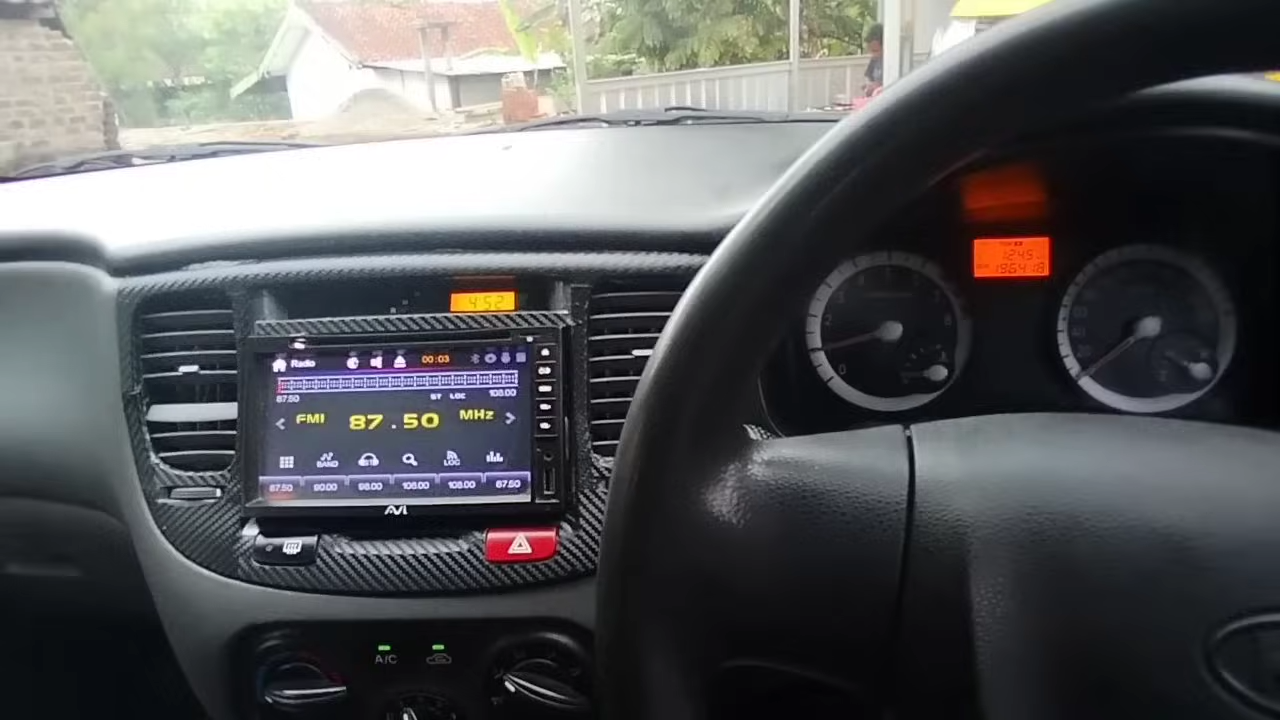 4:52
Radio 00:03
87.50 ST LOC 108.00
FM1 87.50 MHz
BAND LOC
87.50 90.00 98.00 106.00 108.00 87.50
AVI
A/C